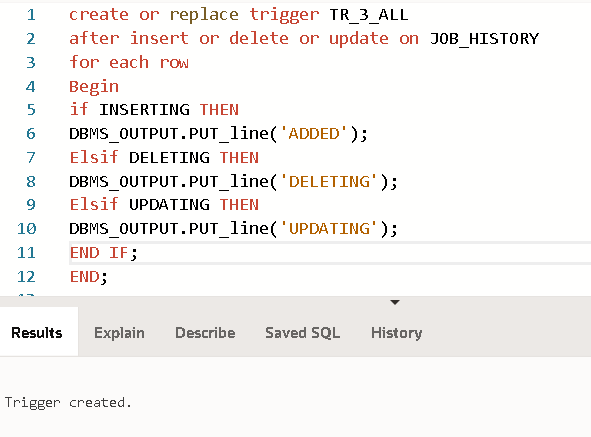 1 create or replace trigger TR_3_ALL
2 after insert or delete or update on JOB_HISTORY
3 for each row
4 Begin
5 if INSERTING THEN
6 DBMS_OUTPUT.PUT_line('ADDED');
7 Elsif DELETING THEN
8 DBMS_OUTPUT.PUT_line('DELETING');
9 Elsif UPDATING THEN
10 DBMS_OUTPUT.PUT_line('UPDATING');
11 END IF;
12 END;
Results Explain Describe Saved SQL History
Trigger created.